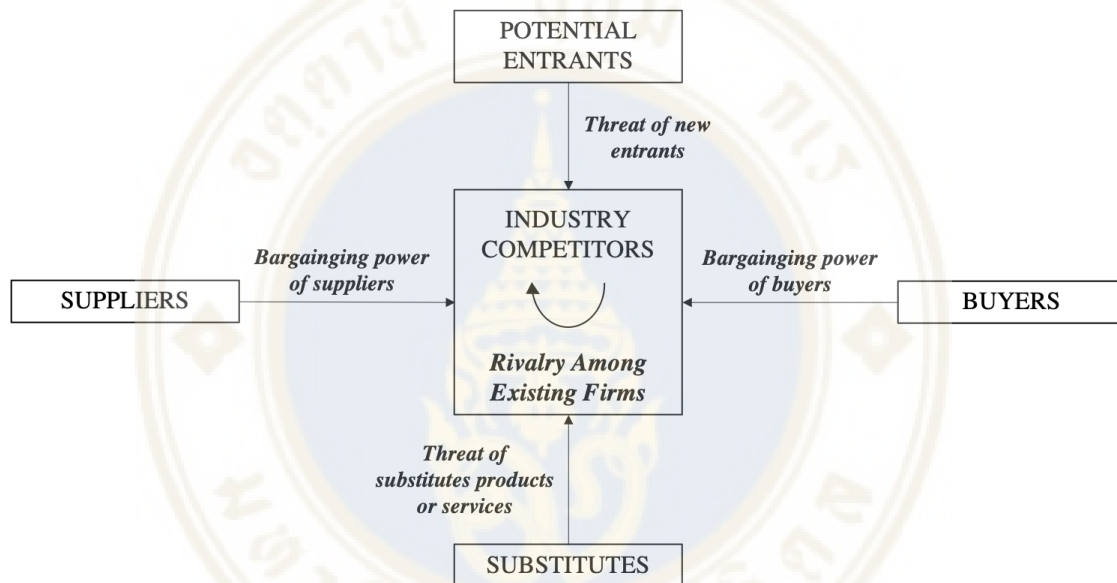 POTENTIAL
ENTRANTS
Threat of new
entrants
INDUSTRY
COMPETITORS
Bargainging power
of suppliers
Bargainging power
of buyers
SUPPLIERS
BUYERS
Rivalry Among
Existing Firms
Threat of
substitutes products
or services
SUBSTITUTES